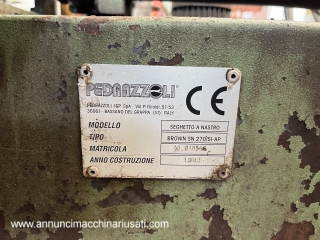 PEDRAZZOLI
PEDRAZZOLI IBP SpA - Via P. Bimbi, 51-53
36061 - BASSANO DEL GRAPPA (VI) ITALY
CE
MODELLO SEGHETTO A NASTRO
TIPO BROWN SN 270/SI-AP
MATRICOLA
ANNO COSTRUZIONE
www.annuncimacchinariusati.com